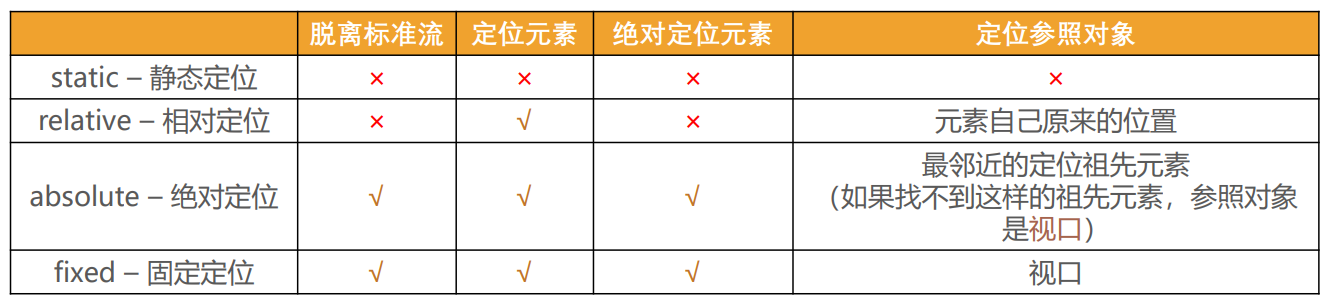 脱离标准流 定位元素 绝对定位元素 定位参照对象
static – 静态定位 × × × ×
relative – 相对定位 × √ × 元素自己原来的位置
absolute – 绝对定位 √ √ √ 最邻近的定位祖先元素
（如果找不到这样的祖先元素，参照对象
是视口）
fixed – 固定定位 √ √ √ 视口